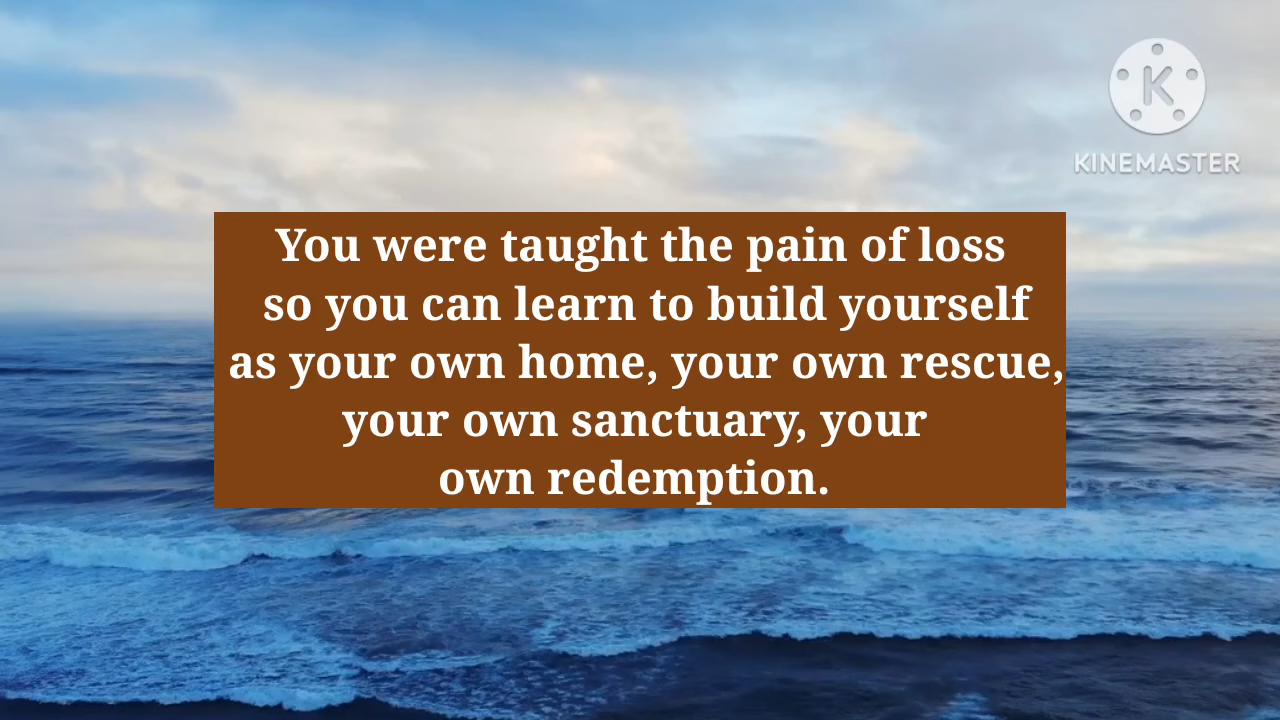 K
KINEMASTER
You were taught the pain of loss
so you can learn to build yourself
as your own home, your own rescue,
your own sanctuary, your
own redemption.